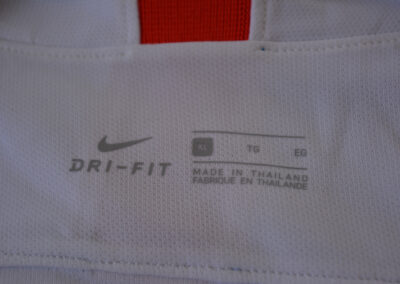 DRI-FIT
XL TG EG
MADE IN THAILAND
FABRIQUE EN THAILANDE